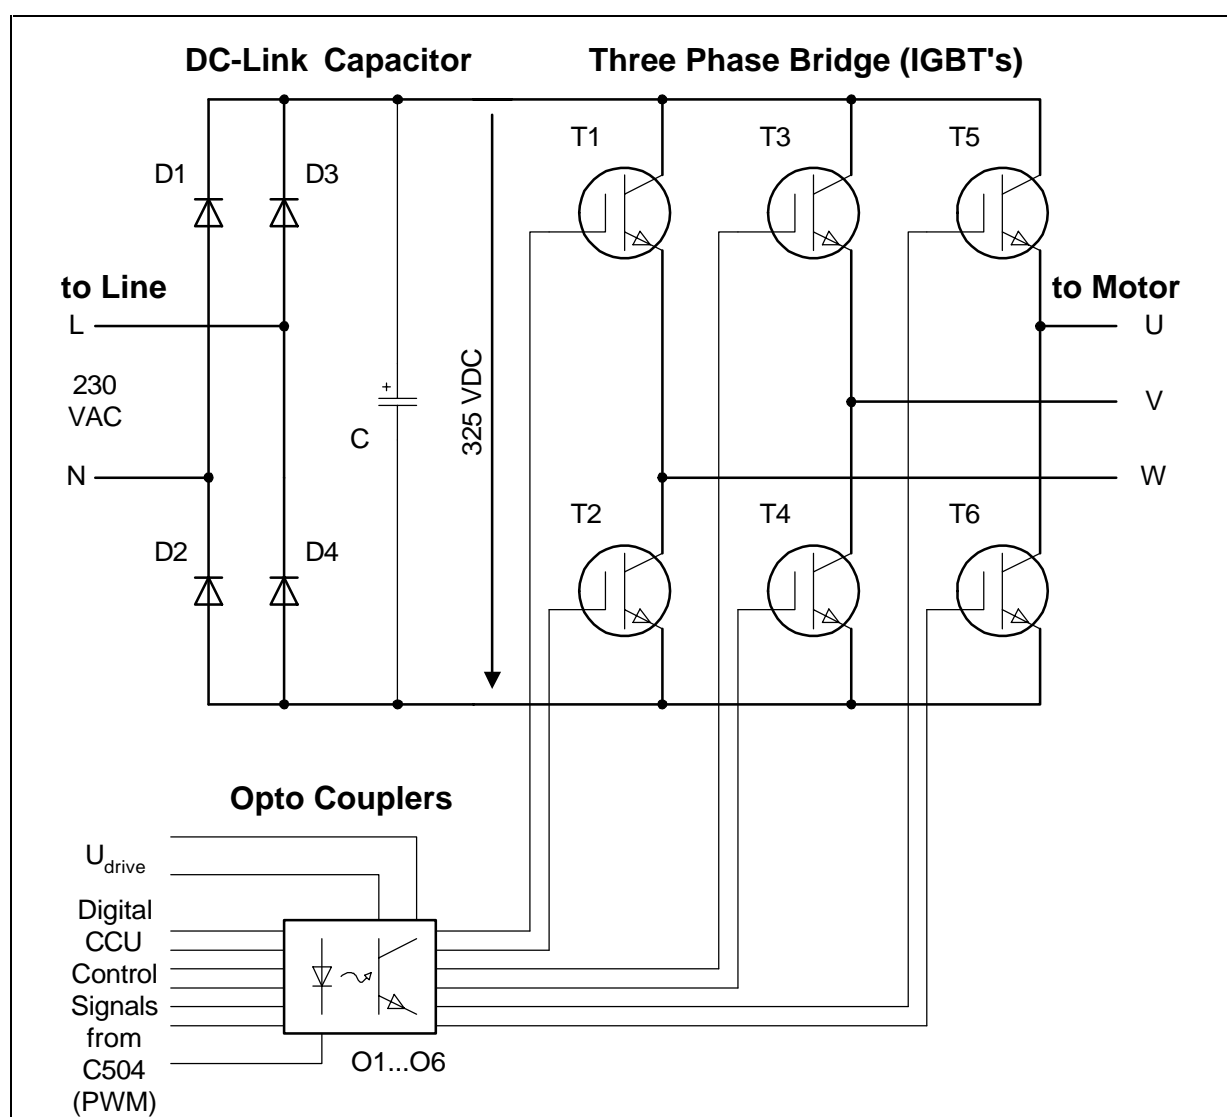 DC-Link Capacitor
Three Phase Bridge (IGBT's)
T1
T3
T5
D1
D3
to Line
to Motor
L
U
230
VAC
+
C
325 VDC
V
N
W
T2
T4
T6
D2
D4
Opto Couplers
Udrive
Digital
CCU
Control
Signals
from
C504
(PWM)
O1...O6